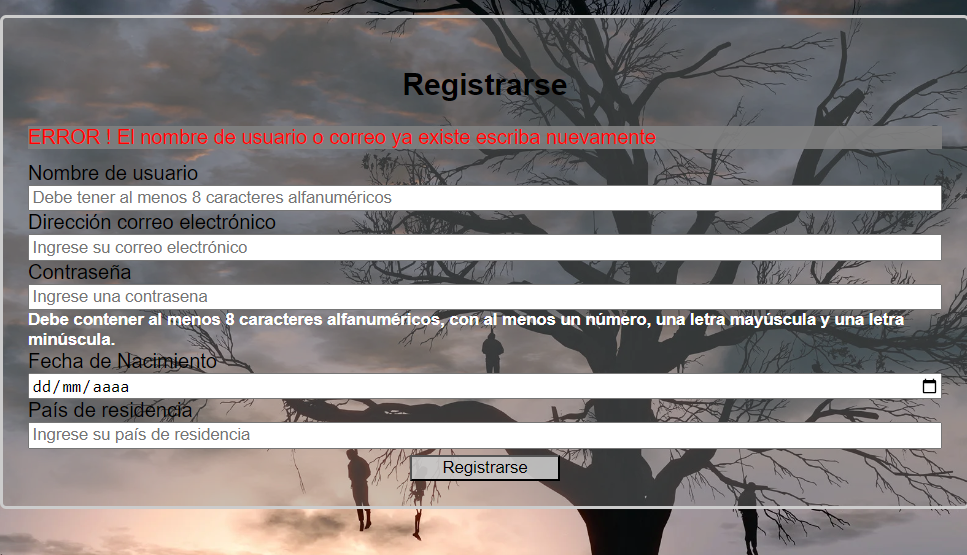 Registrarse
ERROR ! El nombre de usuario o correo ya existe escriba nuevamente
Nombre de usuario
Debe tener al menos 8 caracteres alfanuméricos
Dirección correo electrónico
Ingrese su correo electrónico
Contraseña
Ingrese una contrasena
Debe contener al menos 8 caracteres alfanuméricos, con al menos un número, una letra mayúscula y una letra
minúscula.
Fecha de Nacimiento
dd/mm/aaaa
País de residencia
Ingrese su país de residencia
Registrarse